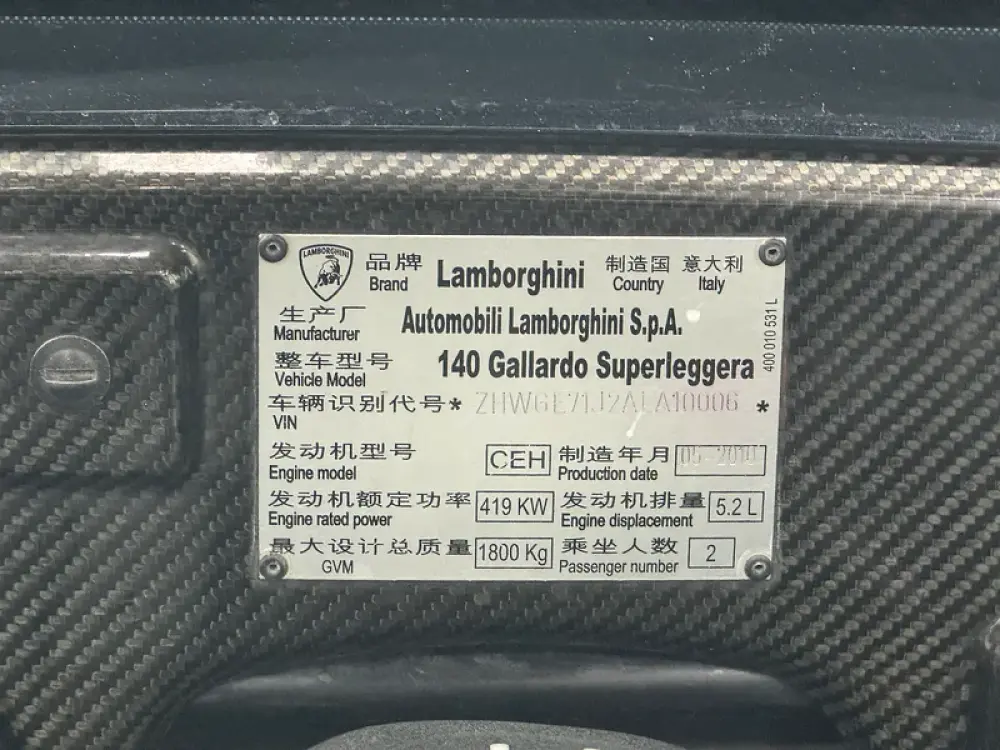 LAMBORGHINI
品牌 Lamborghini 制造国 意大利
Brand Country Italy
生产厂 Automobili Lamborghini S.p.A.
Manufacturer
整车型号 140 Gallardo Superleggera
Vehicle Model
车辆识别代号* ZHWGE71J2ALA10006 *
VIN
发动机型号 CEH 制造年月 05-2010
Engine model Production date
发动机额定功率 419 KW 发动机排量 5.2 L
Engine rated power Engine displacement
最大设计总质量 1800 Kg 乘坐人数 2
GVM Passenger number
400 010 531 L